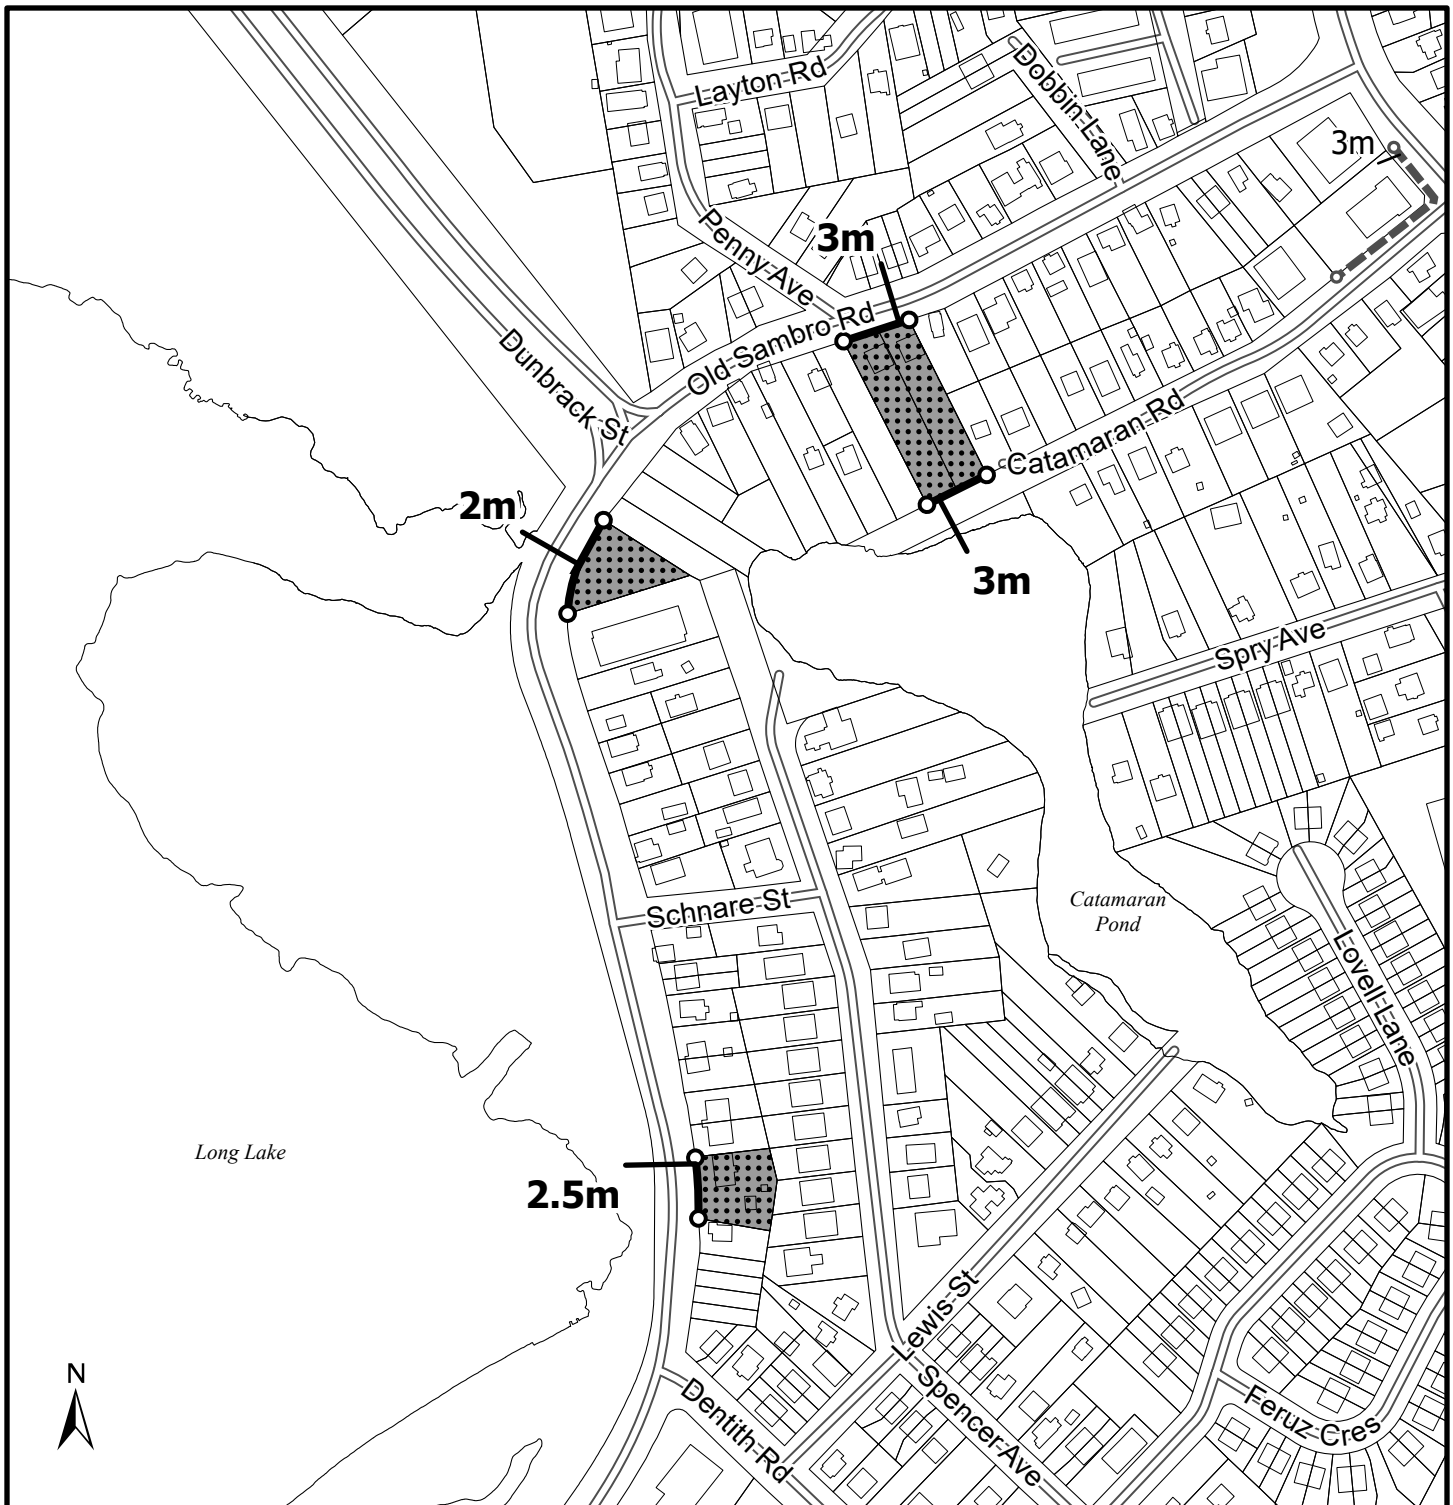 Layton Rd
Dobbin Lane
3m
Penny Ave
3m
Old Sambro Rd
Dunbrack St
Catamaran Rd
2m
3m
Spry Ave
Schnare St
Catamaran
Pond
Lovell Lane
Long Lake
2.5m
Lewis St
N
Dentith Rd
Spencer Ave
Feruz Cres